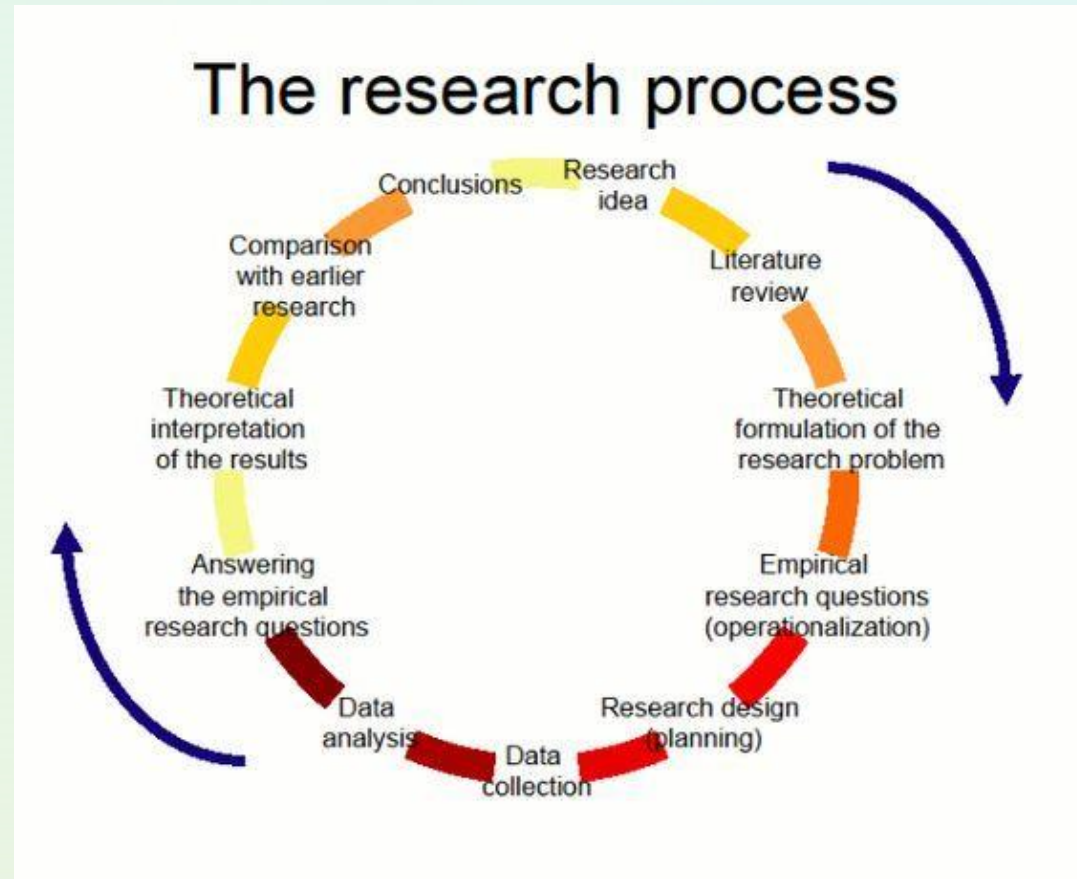 The research process
Research
idea
Literature
review
Theoretical
formulation of the
research problem
Empirical
research questions
(operationalization)
Research design
(planning)
Data
collection
Data
analysis
Answering
the empirical
research questions
Theoretical
interpretation
of the results
Comparison
with earlier
research
Conclusions